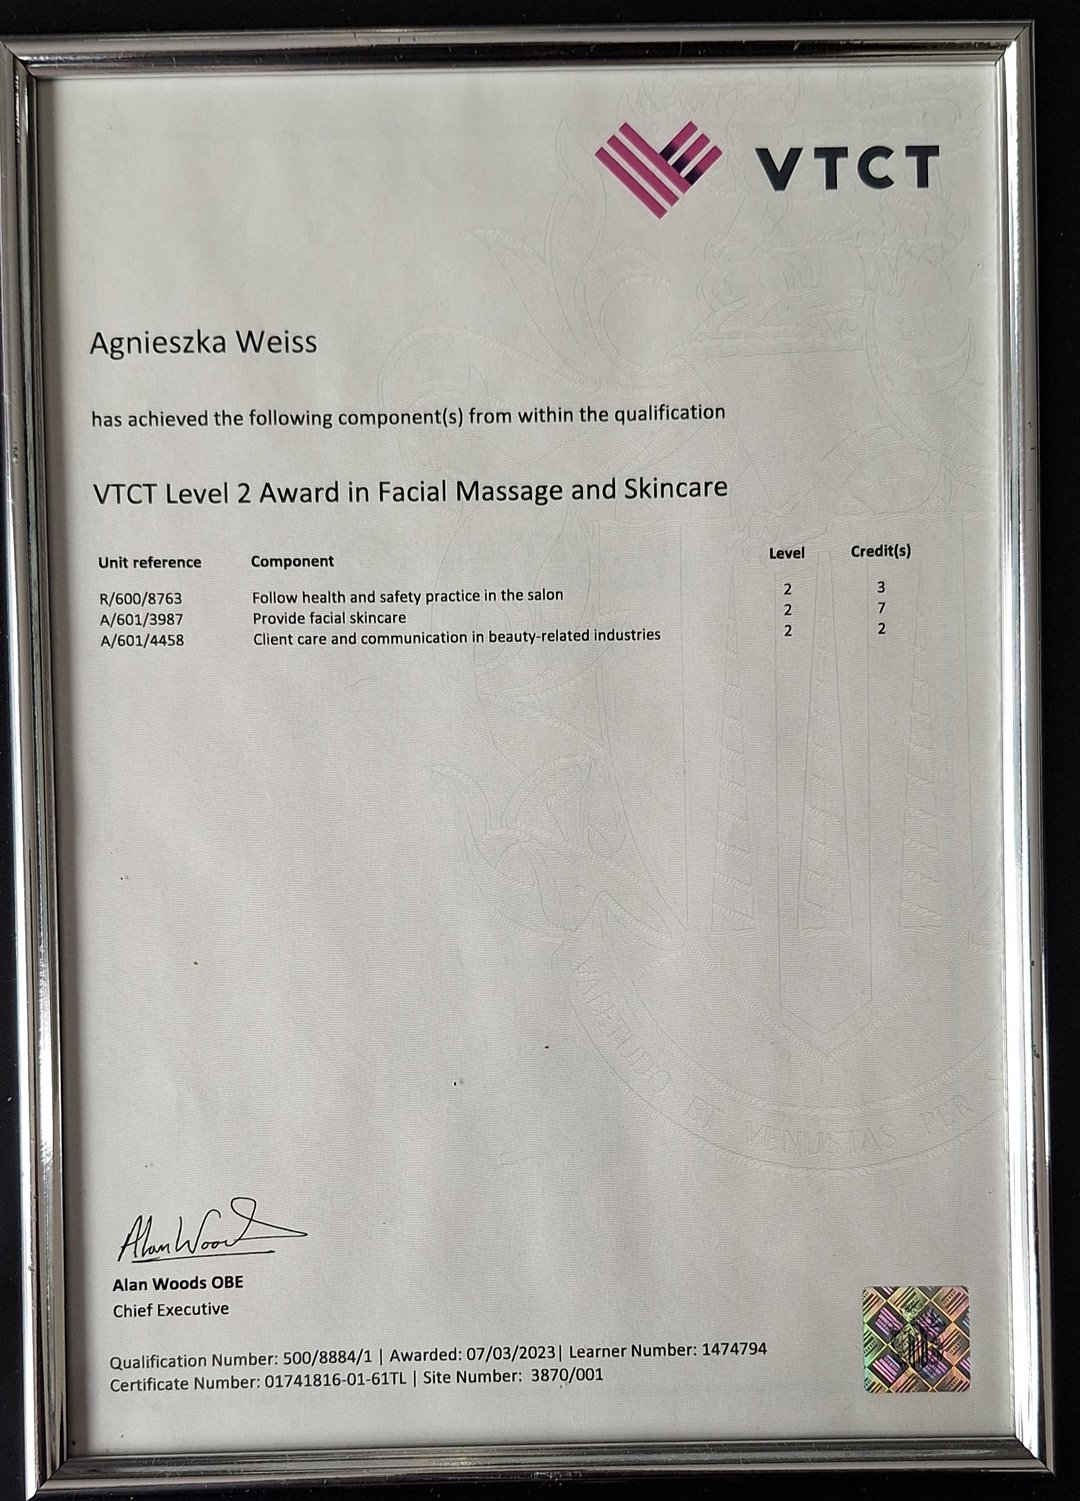 VTCT
Agnieszka Weiss
has achieved the following component(s) from within the qualification
VTCT Level 2 Award in Facial Massage and Skincare
Unit reference Component Level Credit(s)
R/600/8763 Follow health and safety practice in the salon 2 3
A/601/3987 Provide facial skincare 2 7
A/601/4458 Client care and communication in beauty-related industries 2 2
ET VENUSTAS PER
Alan Woods
Alan Woods OBE
Chief Executive
Qualification Number: 500/8884/1 | Awarded: 07/03/2023| Learner Number: 1474794
Certificate Number: 01741816-01-61TL | Site Number: 3870/001